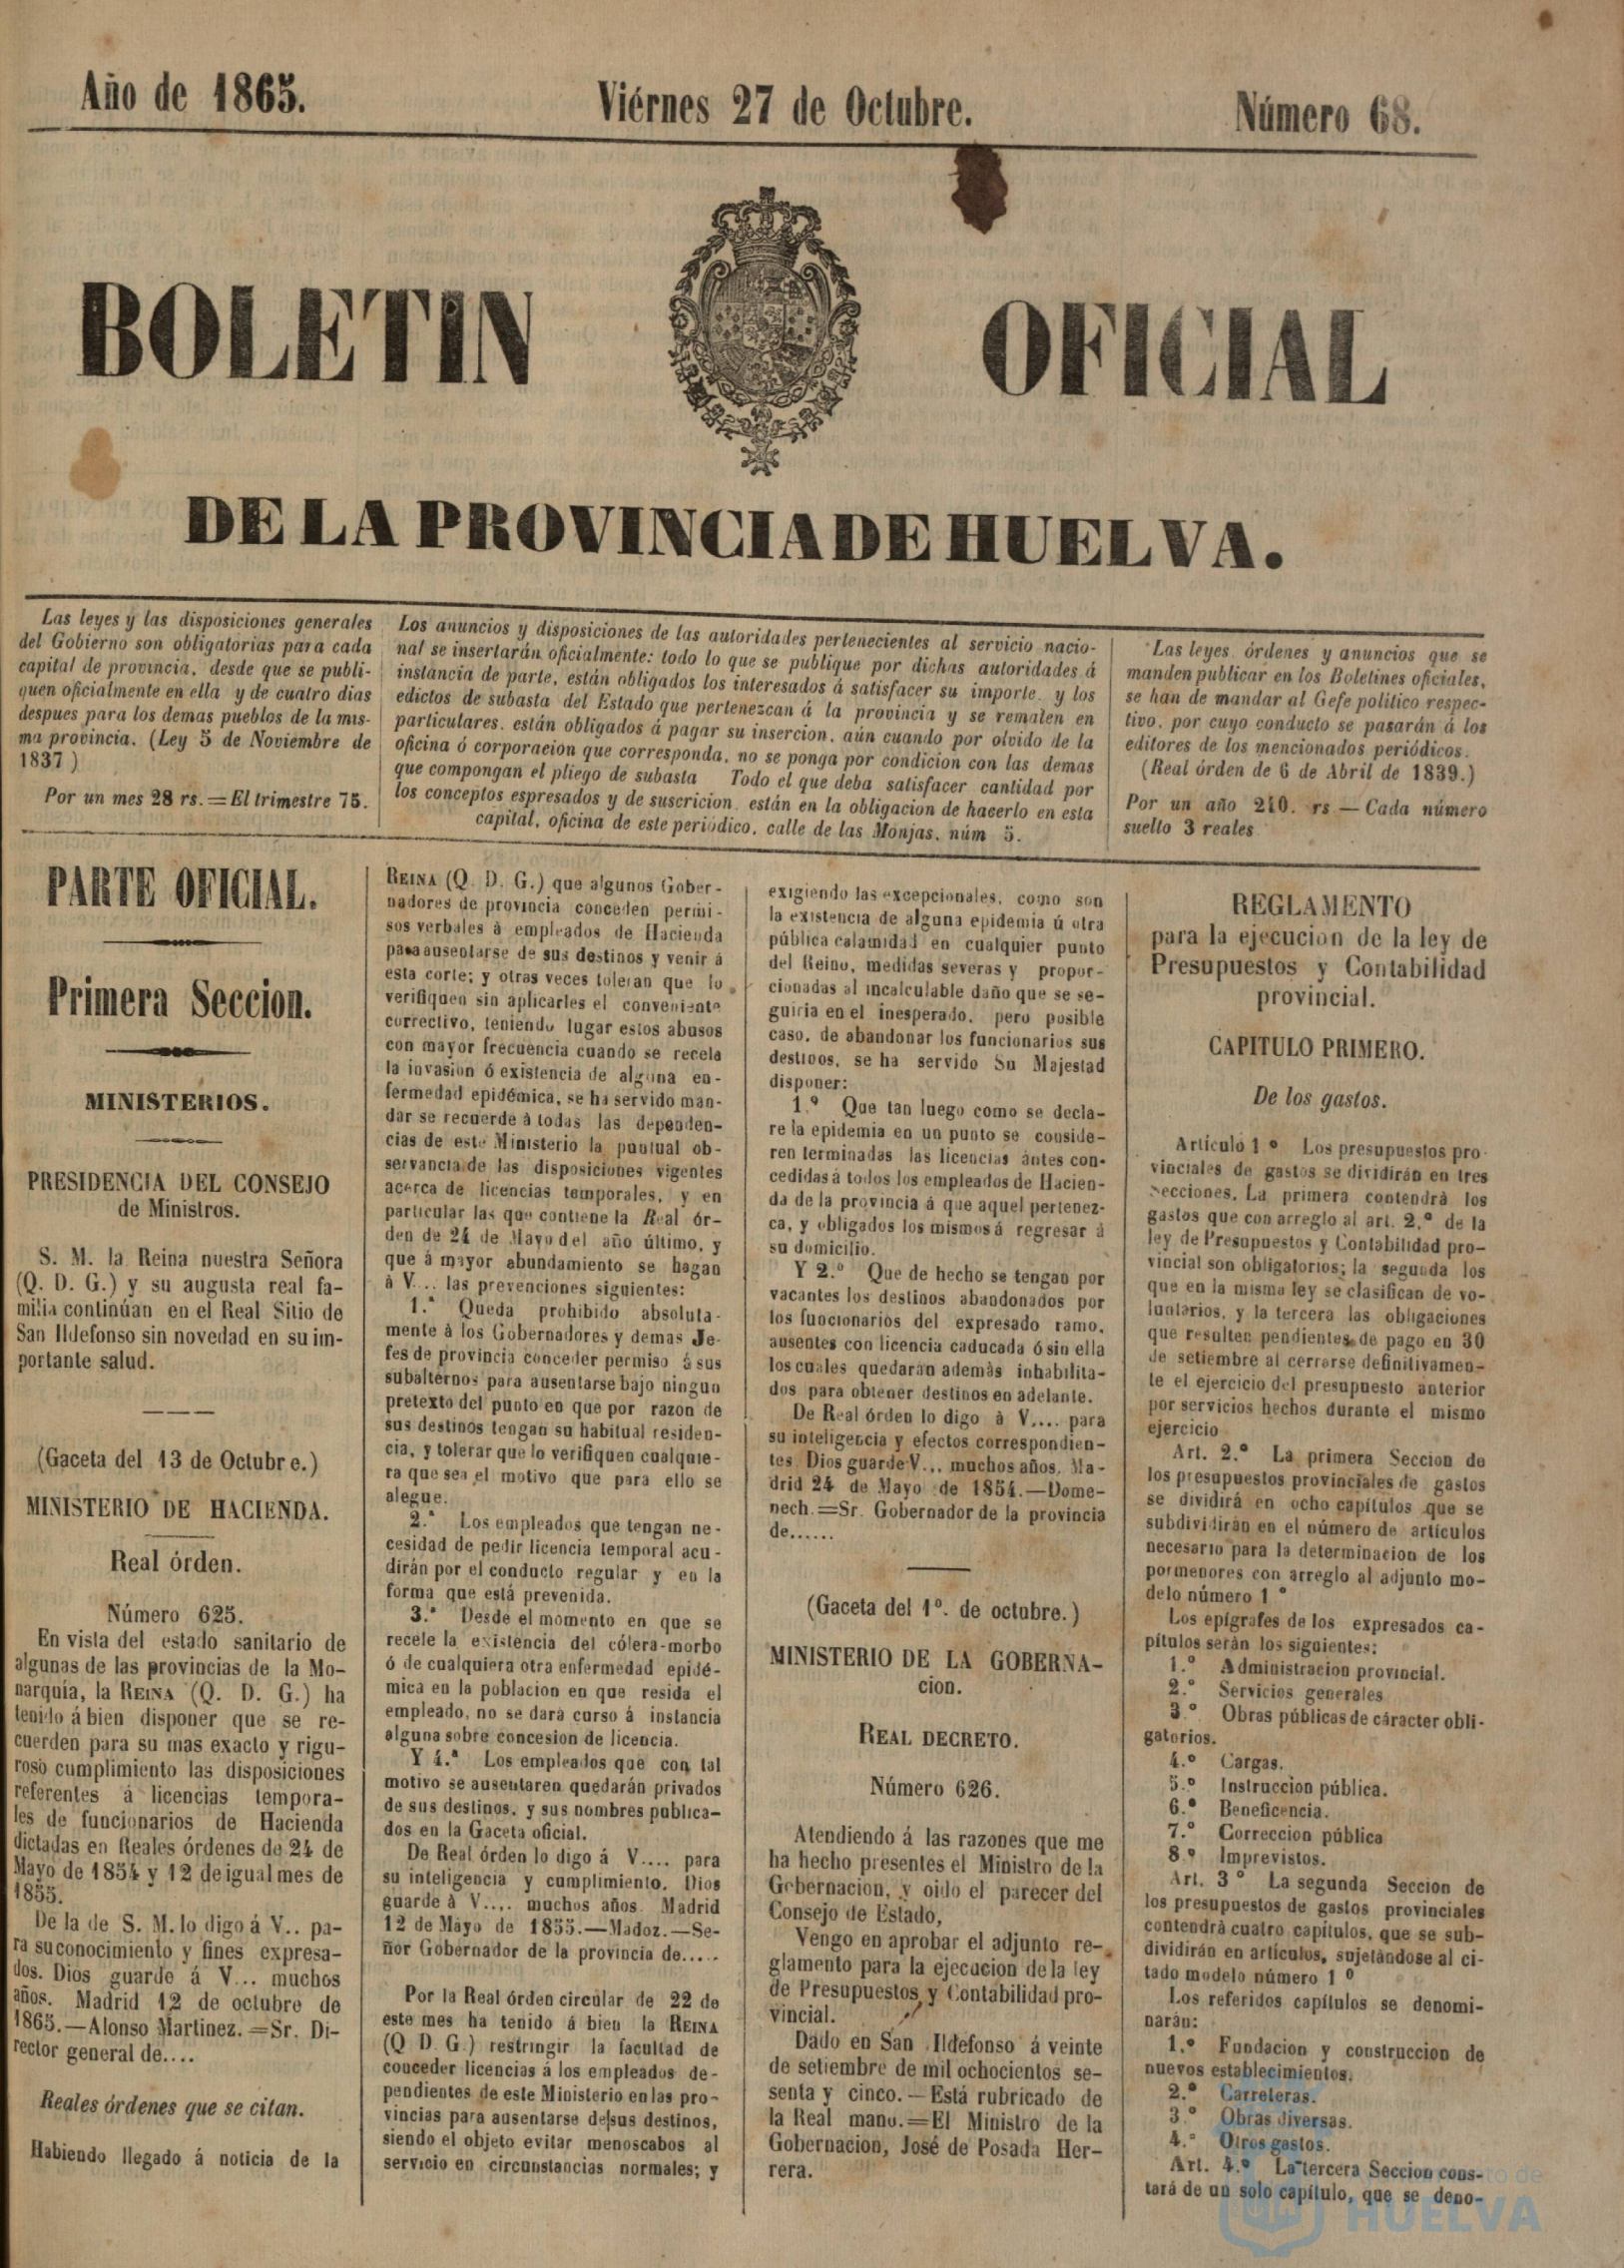 Año de 1865.
Viérnes 27 de Octubre.
Número 68.
BOLETIN OFICIAL
DE LA PROVINCIA DE HUELVA.
Las leyes y las disposiciones generales
del Gobierno son obligatorias para cada
capital de provincia, desde que se publi-
quen oficialmente en ella y de cuatro dias
despues para los demas pueblos de la mis-
ma provincia. (Ley 5 de Noviembre de
1837)
Por un mes 28 rs.=El trimestre 75.
Los anuncios y disposiciones de las autoridades pertenecientes al servicio nacio-
nal se insertarán oficialmente: todo lo que se publique por dichas autoridades á
instancia de parte, están obligados los interesados á satisfacer su importe y los
edictos de subasta del Estado que pertenezcan á la provincia y se rematen en
particulares, están obligados á pagar su insercion, aún cuando por olvido de la
oficina ó corporacion que corresponda, no se ponga por condicion con las demas
que compongan el pliego de subasta Todo el que deba satisfacer cantidad por
los conceptos espresados y de suscricion, están en la obligacion de hacerlo en esta
capital, oficina de este periódico, calle de las Monjas, núm 5.
Las leyes, órdenes y anuncios que se
manden publicar en los Boletines oficiales,
se han de mandar al Gefe politico respec-
tivo, por cuyo conducto se pasarán á los
editores de los mencionados periódicos.
(Real órden de 6 de Abril de 1839.)
Por un año 210. rs — Cada número
suelto 3 reales
PARTE OFICIAL.
Primera Seccion.
MINISTERIOS.
PRESIDENCIA DEL CONSEJO
de Ministros.
S. M. la Reina nuestra Señora
(Q. D. G.) y su augusta real fa-
milia continúan en el Real Sitio de
San Ildefonso sin novedad en su im-
portante salud.
(Gaceta del 13 de Octubre.)
MINISTERIO DE HACIENDA.
Real órden.
Número 625.
En vista del estado sanitario de
algunas de las provincias de la Mo-
narquía, la REINA (Q. D. G.) ha
tenido á bien disponer que se re-
cuerden para su mas exacto y rigu-
roso cumplimiento las disposiciones
referentes á licencias tempora-
les de funcionarios de Hacienda
dictadas en Reales órdenes de 24 de
Mayo de 1854 y 12 de igual mes de
1855.
De la de S. M. lo digo á V.. pa-
ra su conocimiento y fines expresa-
dos. Dios guarde á V... muchos
años. Madrid 12 de octubre de
1865.—Alonso Martinez.=Sr. Di-
rector general de....
Reales órdenes que se citan.
Habiendo llegado á noticia de la
REINA (Q. D. G.) que algunos Gober-
nadores de provincia conceden permi-
sos verbales à empleados de Hacienda
para ausentarse de sus destinos y venir á
esta corte; y otras veces toleran que lo
verifiquen sin aplicarles el conveniente
correctivo, teniendo lugar estos abusos
con mayor frecuencia cuando se recela
la invasion ó existencia de alguna en-
fermedad epidémica, se ha servido man-
dar se recuerde à todas las dependen-
cias de este Ministerio la puntual ob-
servancia de las disposiciones vigentes
acerca de licencias temporales, y en
particular las que contiene la Real ór-
den de 24 de Mayo del año último, y
que à mayor abundamiento se hagan
à V... las prevenciones siguientes:
1.ª Queda prohibido absoluta-
mente à los Gobernadores y demas Je-
fes de provincia conceder permiso á sus
subalternos para ausentarse bajo ningun
pretexto del punto en que por razon de
sus destinos tengan su habitual residen-
cia, y tolerar que lo verifiquen cualquie-
ra que sea el motivo que para ello se
alegue.
2.ª Los empleados que tengan ne-
cesidad de pedir licencia temporal acu-
dirán por el conducto regular y en la
forma que está prevenida.
3.ª Desde el momento en que se
recele la existencia del cólera-morbo
ó de cualquiera otra enfermedad epidé-
mica en la poblacion en que resida el
empleado, no se dará curso á instancia
alguna sobre concesion de licencia.
Y 4.ª Los empleados que con tal
motivo se ausentaren quedarán privados
de sus destinos, y sus nombres publica-
dos en la Gaceta oficial.
De Real órden lo digo á V.... para
su inteligencia y cumplimiento. Dios
guarde à V.... muchos años. Madrid
12 de Mayo de 1855.—Madoz.—Se-
ñor Gobernador de la provincia de.....
Por la Real órden circular de 22 de
este mes ha tenido á bien la REINA
(Q D. G.) restringir la facultad de
conceder licencias á los empleados de-
pendientes de este Ministerio en las pro-
vincias para ausentarse de sus destinos,
siendo el objeto evitar menoscabos al
servicio en circunstancias normales; y
exigiendo las excepcionales, como son
la existencia de alguna epidemia ú otra
pública calamidad en cualquier punto
del Reino, medidas severas y propor-
cionadas al incalculable daño que se se-
guiria en el inesperado, pero posible
caso, de abandonar los funcionarios sus
destinos, se ha servido Su Majestad
disponer:
1.º Que tan luego como se decla-
re la epidemia en un punto se conside-
ren terminadas las licencias ántes con-
cedidas á todos los empleados de Hacien-
da de la provincia á que aquel pertenez-
ca, y obligados los mismos á regresar á
su domicilio.
Y 2.º Que de hecho se tengan por
vacantes los destinos abandonados por
los funcionarios del expresado ramo,
ausentes con licencia caducada ó sin ella
los cuales quedaràn ademàs inhabilita-
dos para obtener destinos en adelante.
De Real órden lo digo à V.... para
su inteligencia y efectos correspondien-
tes. Dios guarde V... muchos años. Ma-
drid 24 de Mayo de 1854.—Dome-
nech.=Sr. Gobernador de la provincia
de......
(Gaceta del 1º. de octubre.)
MINISTERIO DE LA GOBERNA-
cion.
REAL DECRETO.
Número 626.
Atendiendo á las razones que me
ha hecho presentes el Ministro de la
Gobernacion, y oido el parecer del
Consejo de Estado,
Vengo en aprobar el adjunto re-
glamento para la ejecucion de la ley
de Presupuestos y Contabilidad pro-
vincial.
Dado en San Ildefonso á veinte
de setiembre de mil ochocientos se-
senta y cinco.—Está rubricado de
la Real mano.=El Ministro de la
Gobernacion, José de Posada Her-
rera.
REGLAMENTO
para la ejecucion de la ley de
Presupuestos y Contabilidad
provincial.
CAPITULO PRIMERO.
De los gastos.
Artículo 1º Los presupuestos pro-
vinciales de gastos se dividirán en tres
secciones. La primera contendrà los
gastos que con arreglo al art. 2.º de la
ley de Presupuestos y Contabilidad pro-
vincial son obligatorios; la segunda los
que en la misma ley se clasifican de vo-
luntarios, y la tercera las obligaciones
que resulten pendientes de pago en 30
de setiembre al cerrarse definitivamen-
te el ejercicio del presupuesto anterior
por servicios hechos durante el mismo
ejercicio
Art. 2.º La primera Seccion de
los presupuestos provinciales de gastos
se dividirá en ocho capítulos que se
subdividirán en el número de artículos
necesario para la determinacion de los
pormenores con arreglo al adjunto mo-
delo número 1º
Los epígrafes de los expresados ca-
pítulos serán los siguientes:
1.º Administracion provincial.
2.º Servicios generales
3.º Obras públicas de cáracter obli-
gatorios.
4.º Cargas.
5.º Instruccion pública.
6.º Beneficencia.
7.º Correccion pública
8.º Imprevistos.
Art. 3º La segunda Seccion de
los presupuestos de gastos provinciales
contendrà cuatro capítulos, que se sub-
dividirán en artículos, sujetàndose al ci-
tado modelo número 1º
Los referidos capítulos se denomi-
narán:
1.º Fundacion y construccion de
nuevos establecimientos.
2.º Carreteras.
3.º Obras diversas.
4.º Otros gastos.
Art. 4.º La tercera Seccion cons-
tará de un solo capítulo, que se deno-
HUELVA